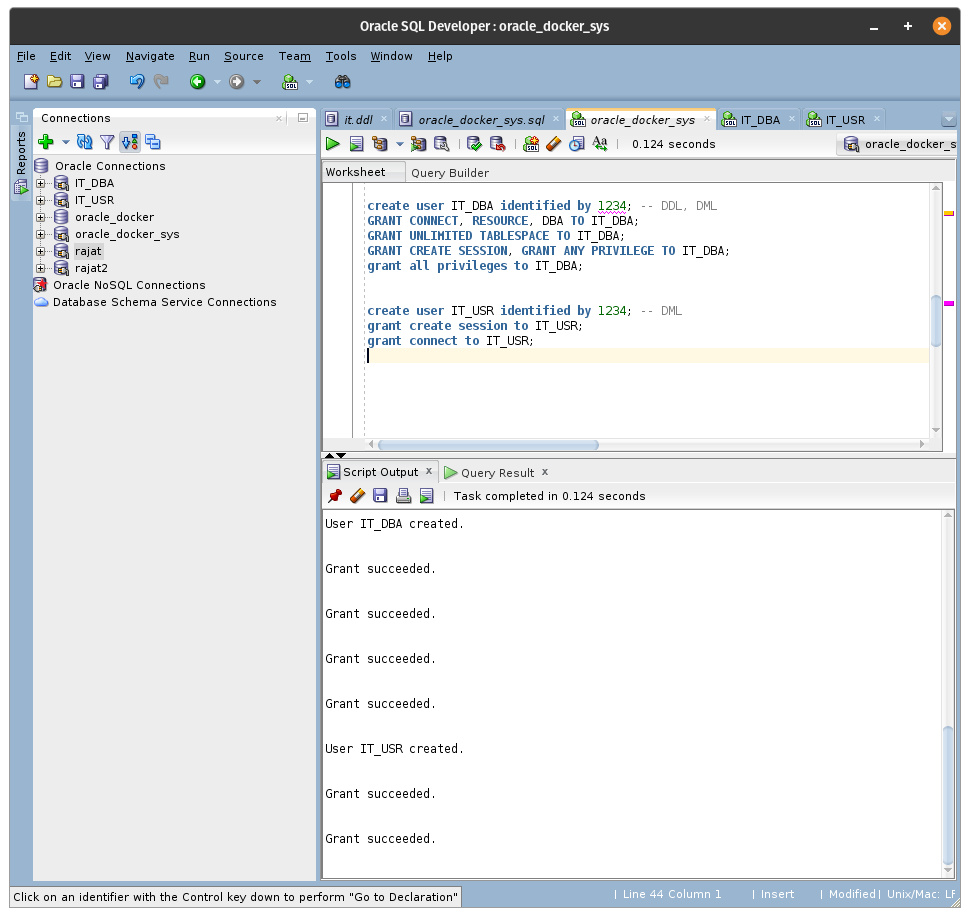 Oracle SQL Developer : oracle_docker_sys
File Edit View Navigate Run Source Team Tools Window Help
Reports
Connections
Oracle Connections
IT_DBA
IT_USR
oracle_docker
oracle_docker_sys
rajat
rajat2
Oracle NoSQL Connections
Database Schema Service Connections
it.ddl oracle_docker_sys.sql oracle_docker_sys IT_DBA IT_USR
0.124 seconds oracle_docker_s
Worksheet Query Builder
create user IT_DBA identified by 1234; -- DDL, DML
GRANT CONNECT, RESOURCE, DBA TO IT_DBA;
GRANT UNLIMITED TABLESPACE TO IT_DBA;
GRANT CREATE SESSION, GRANT ANY PRIVILEGE TO IT_DBA;
grant all privileges to IT_DBA;
create user IT_USR identified by 1234; -- DML
grant create session to IT_USR;
grant connect to IT_USR;
Script Output x Query Result x
Task completed in 0.124 seconds
User IT_DBA created.
Grant succeeded.
Grant succeeded.
Grant succeeded.
Grant succeeded.
User IT_USR created.
Grant succeeded.
Grant succeeded.
Click on an identifier with the Control key down to perform "Go to Declaration"
Line 44 Column 1 Insert Modified Unix/Mac: LF